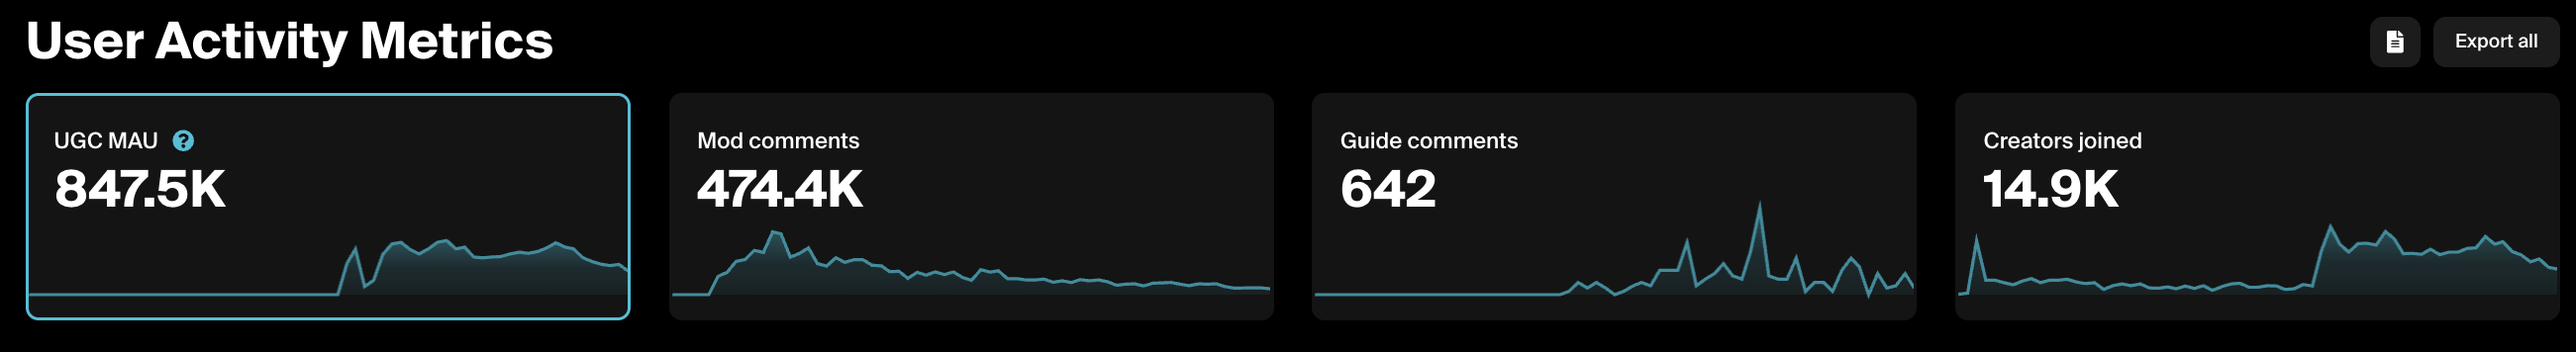 User Activity Metrics
Export all
UGC MAU ?
847.5K
Mod comments
474.4K
Guide comments
642
Creators joined
14.9K